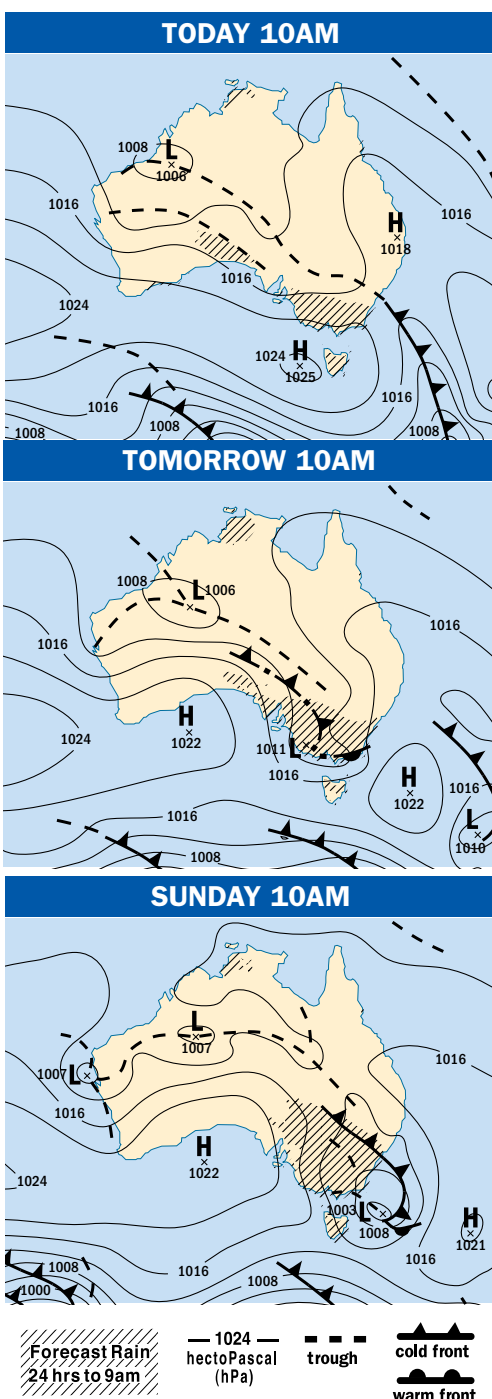 TODAY 10AM
1008 L
1006
1016
1016
H
1018
1016
1024
H
1024
1025
1016
1016
1008
1008
1008
TOMORROW 10AM
1008 L 1006
1016
1016
1024
H
1022
1011 L
1016
H
1022
1016
L
1010
1016
1008
SUNDAY 10AM
L
1007
1007 L
1016
1016
H
1022
1024
1003 L
1008
H
1021
1016
1016
1008
1008
1000
Forecast Rain
24 hrs to 9am
1024
hectoPascal
(hPa)
trough
cold front
warm front